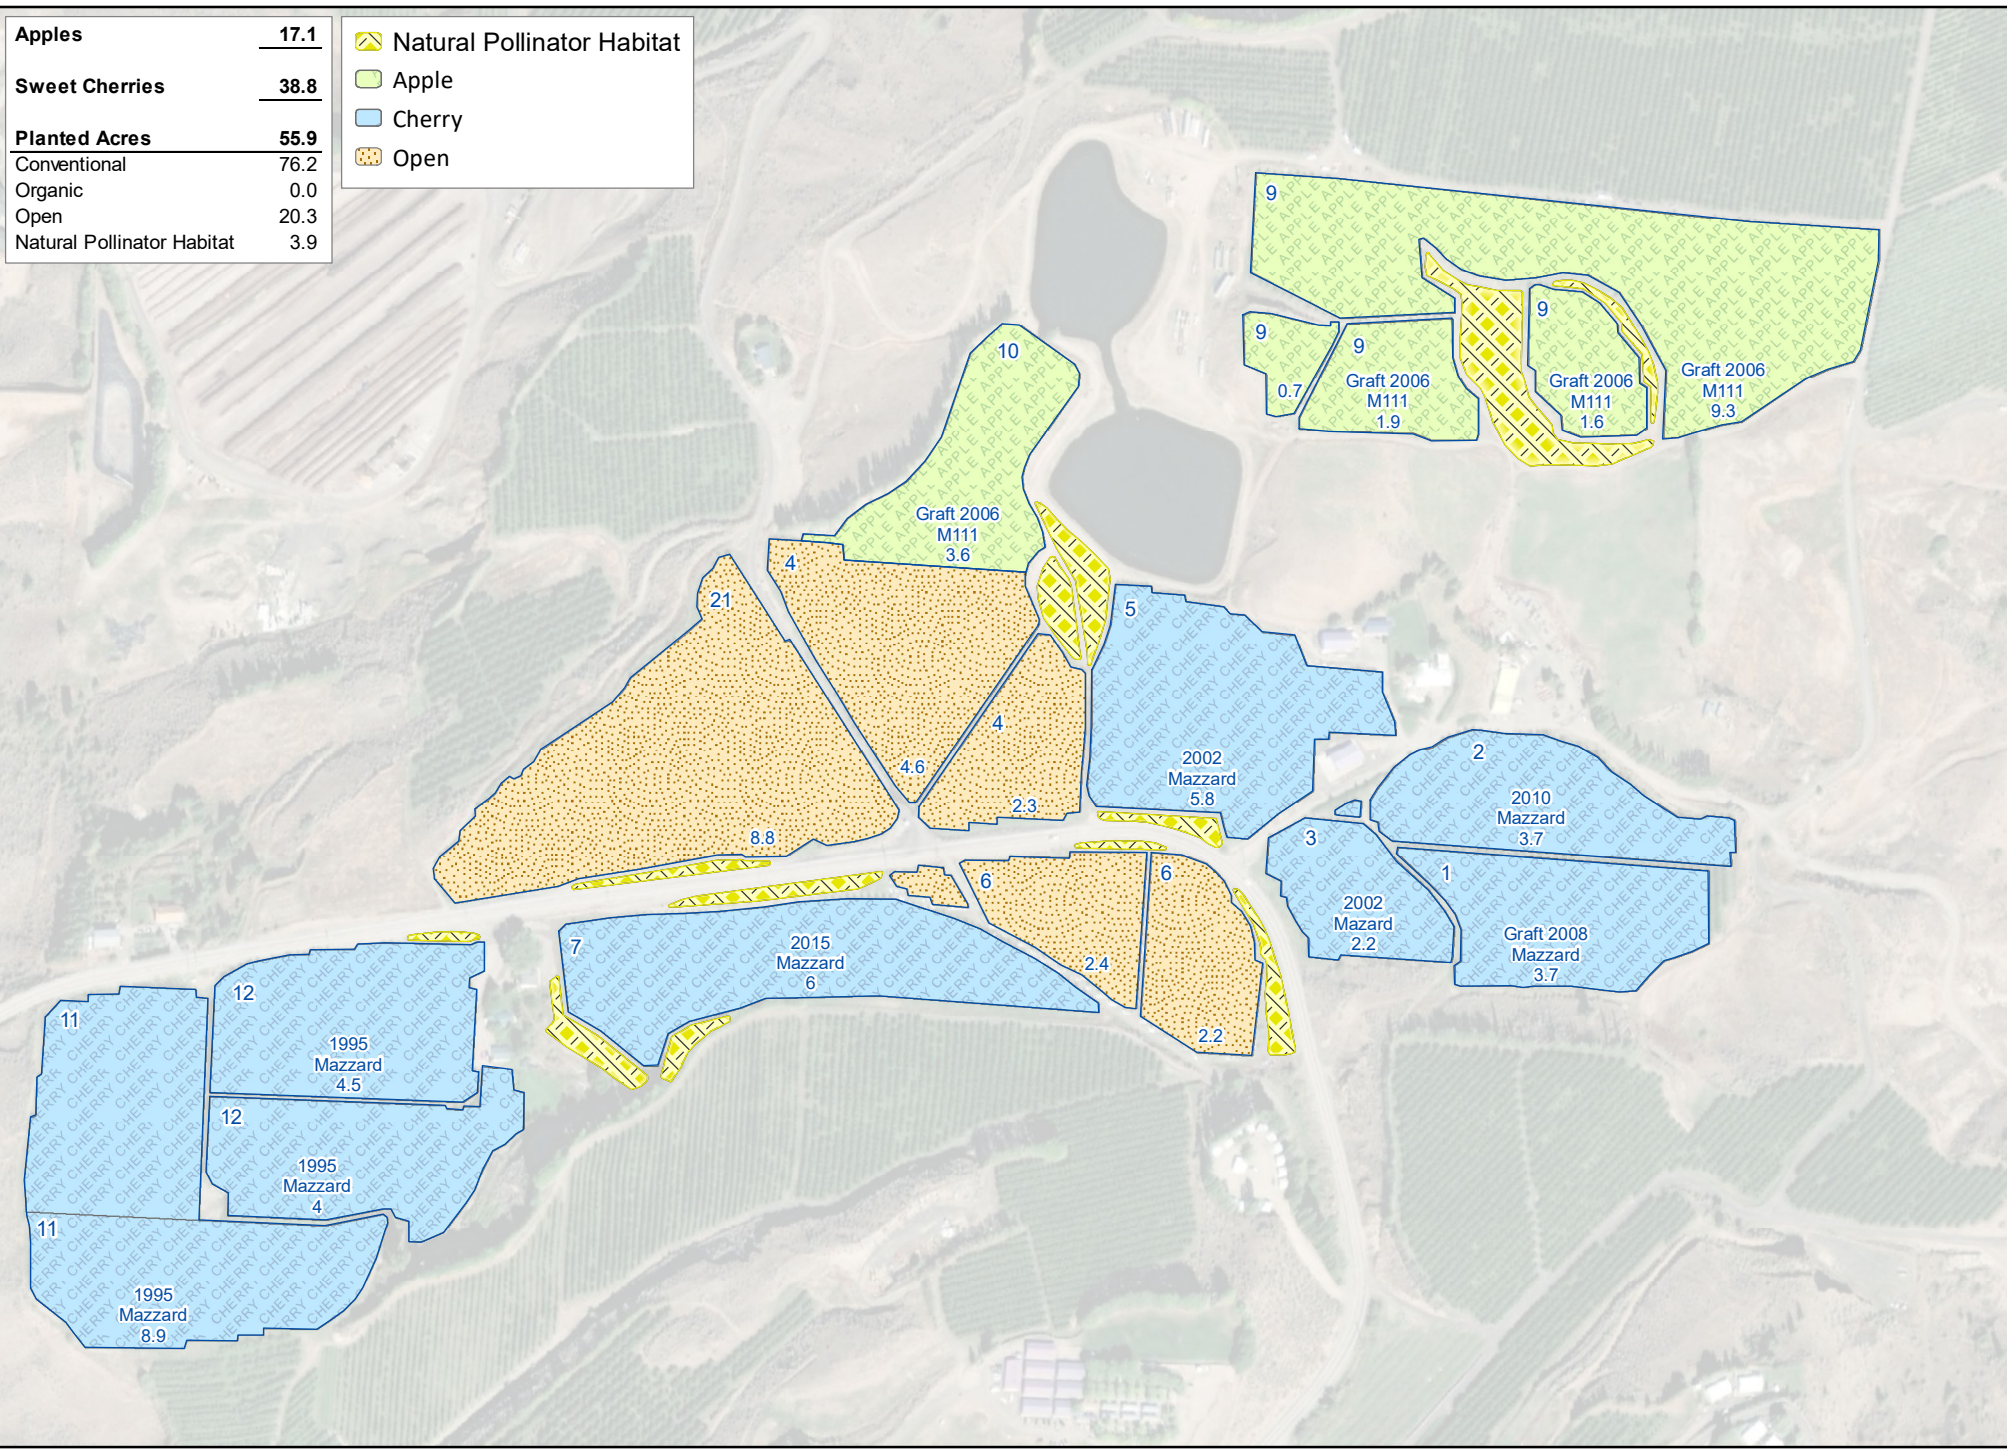 Apples 17.1
Sweet Cherries 38.8
Planted Acres 55.9
Conventional 76.2
Organic 0.0
Open 20.3
Natural Pollinator Habitat 3.9
Natural Pollinator Habitat
Apple
Cherry
Open
9
9
0.7
9
Graft 2006
M111
1.9
9
Graft 2006
M111
1.6
Graft 2006
M111
9.3
10
Graft 2006
M111
3.6
21
8.8
4
4.6
4
2.3
5
2002
Mazzard
5.8
2
2010
Mazzard
3.7
3
2002
Mazard
2.2
1
Graft 2008
Mazzard
3.7
6
2.4
6
2.2
7
2015
Mazzard
6
11
12
1995
Mazzard
4.5
12
1995
Mazzard
4
11
1995
Mazzard
8.9